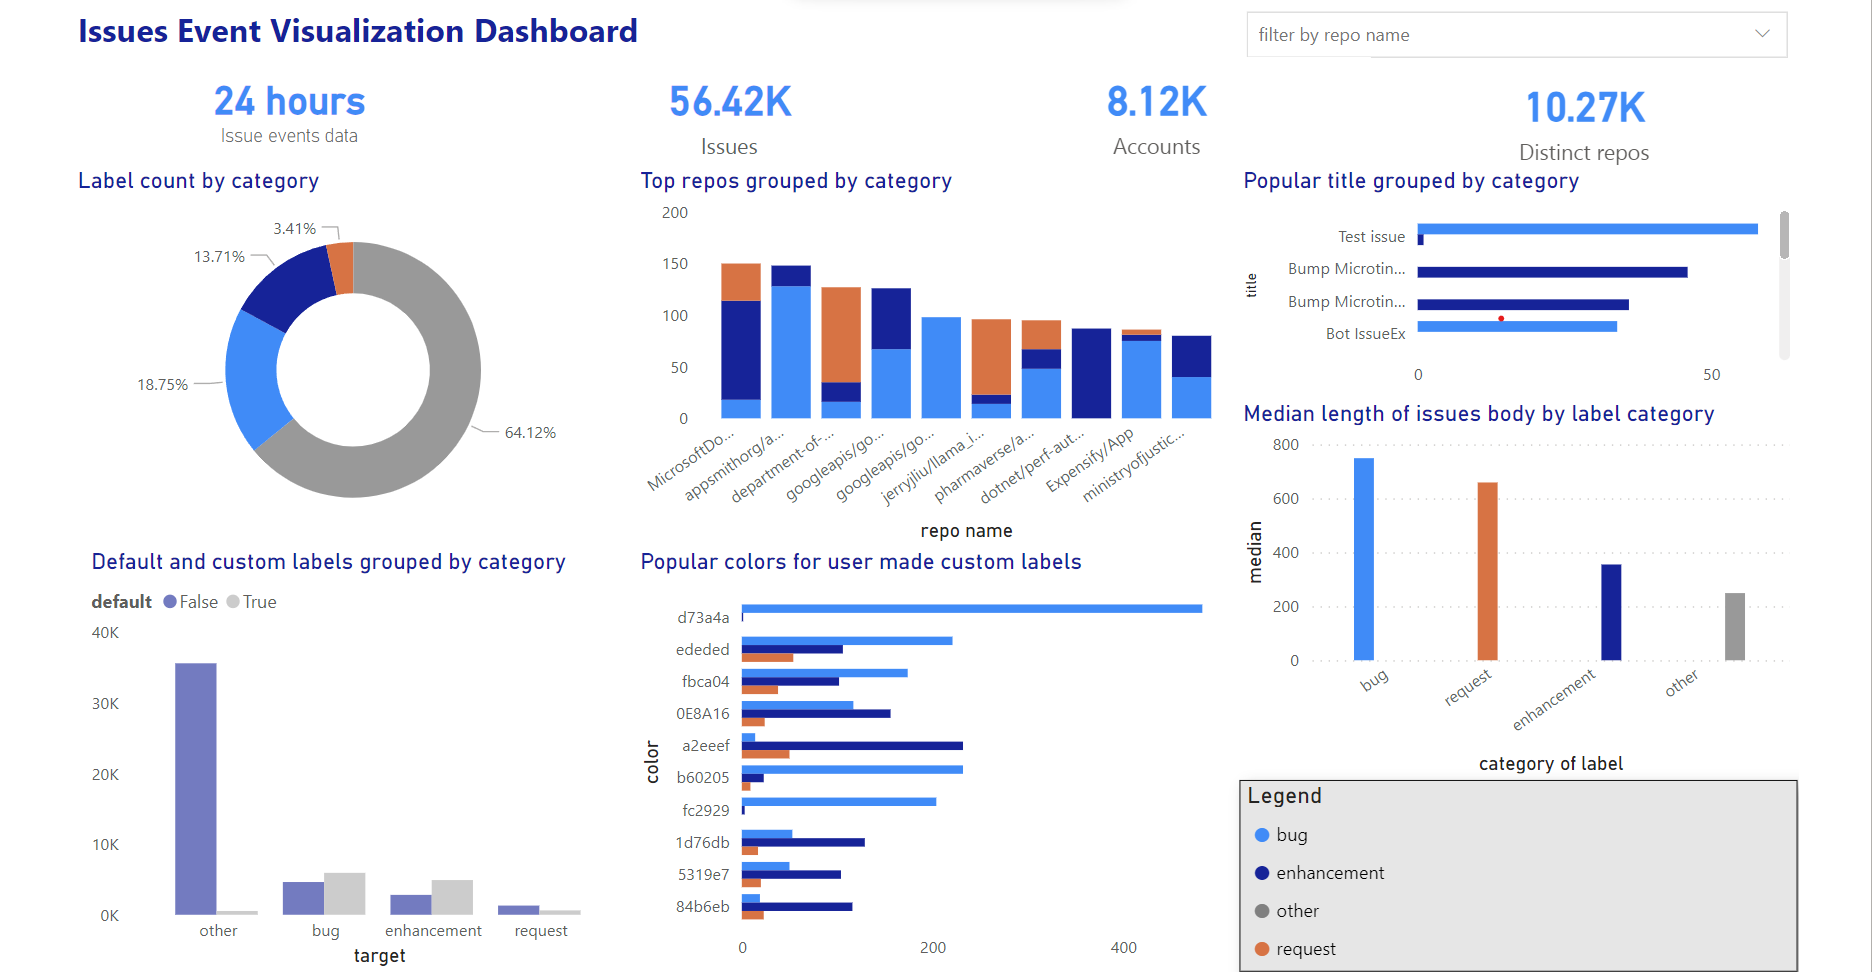 Issues Event Visualization Dashboard
filter by repo name
24 hours
Issue events data
56.42K
Issues
8.12K
Accounts
10.27K
Distinct repos
Label count by category
3.41%
13.71%
18.75%
64.12%
Top repos grouped by category
200
150
100
50
0
MicrosoftDo...
appsmithorg/a...
department-of-...
googleapis/go...
googleapis/go...
jerryjliu/llama_i...
pharmaverse/a...
dotnet/perf-aut...
Expensify/App
ministryofjustic...
repo name
Popular title grouped by category
title
Test issue
Bump Microtin...
Bump Microtin...
Bot IssueEx
0 50
Median length of issues body by label category
median
800
600
400
200
0
bug
request
enhancement
other
category of label
Default and custom labels grouped by category
default False True
40K
30K
20K
10K
0K
other bug enhancement request
target
Popular colors for user made custom labels
color
d73a4a
ededed
fbca04
0E8A16
a2eeef
b60205
fc2929
1d76db
5319e7
84b6eb
0 200 400
Legend
bug
enhancement
other
request